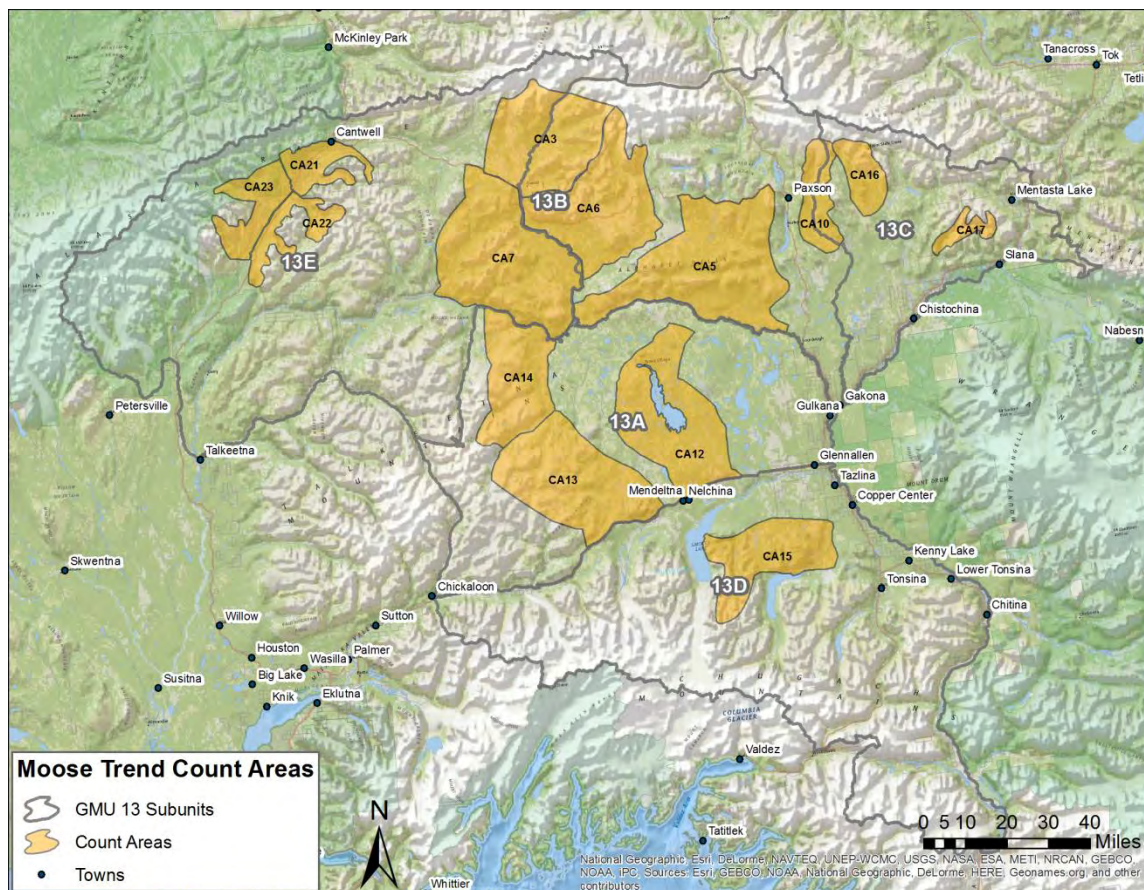 McKinley Park
Tanacross
Tok
Tetli
Cantwell
CA21
CA23
CA22
13E
CA3
13B
CA6
CA7
CA5
Paxson
CA10
CA16
13C
CA17
Mentasta Lake
Slana
Chistochina
Nabesn
CA14
13A
CA12
CA13
Gakona
Gulkana
Glennallen
Tazlina
Copper Center
Mendeltna
Nelchina
Petersville
Talkeetna
Skwentna
Chickaloon
CA15
13D
Kenny Lake
Tonsina
Lower Tonsina
Chitina
Willow
Sutton
Houston
Wasilla
Palmer
Big Lake
Susitna
Knik
Eklutna
COLUMBIA
GLACIER
Valdez
Tatitlek
Whittier
Moose Trend Count Areas
GMU 13 Subunits
Count Areas
Towns
N
0 5 10 20 30 40
Miles
National Geographic, Esri, DeLorme, NAVTEQ, UNEP-WCMC, USGS, NASA, ESA, METI, NRCAN, GEBCO,
NOAA, iPC, Sources: Esri, GEBCO, NOAA, National Geographic, DeLorme, HERE, Geonames.org, and other
contributors